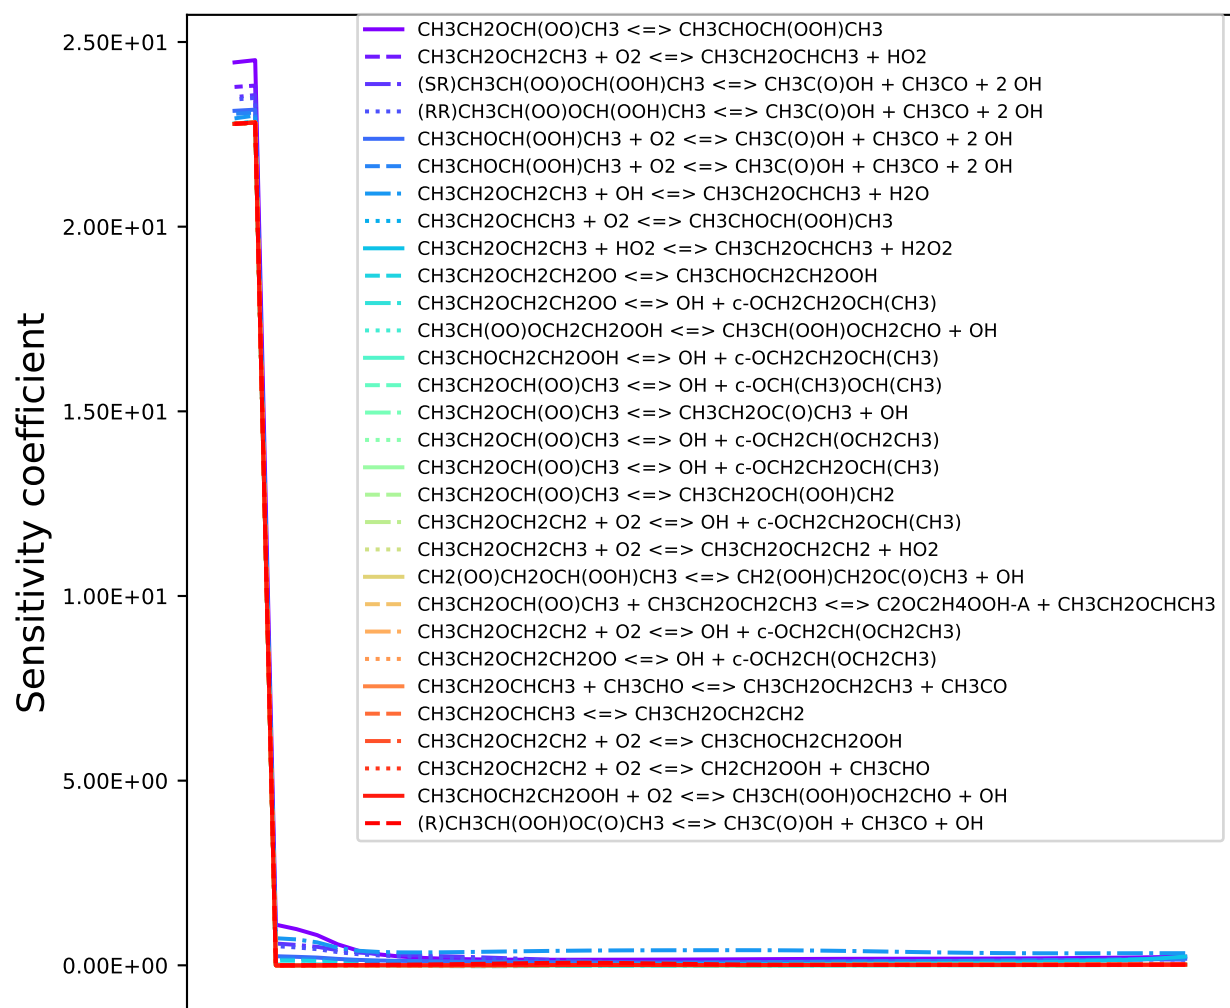 2.50E+01
2.00E+01
1.50E+01
1.00E+01
5.00E+00
0.00E+00
Sensitivity coefficient
CH3CH2OCH(OO)CH3 <=> CH3CHOCH(OOH)CH3
CH3CH2OCH2CH3 + O2 <=> CH3CH2OCHCH3 + HO2
(SR)CH3CH(OO)OCH(OOH)CH3 <=> CH3C(O)OH + CH3CO + 2 OH
(RR)CH3CH(OO)OCH(OOH)CH3 <=> CH3C(O)OH + CH3CO + 2 OH
CH3CHOCH(OOH)CH3 + O2 <=> CH3C(O)OH + CH3CO + 2 OH
CH3CHOCH(OOH)CH3 + O2 <=> CH3C(O)OH + CH3CO + 2 OH
CH3CH2OCH2CH3 + OH <=> CH3CH2OCHCH3 + H2O
CH3CH2OCHCH3 + O2 <=> CH3CHOCH(OOH)CH3
CH3CH2OCH2CH3 + HO2 <=> CH3CH2OCHCH3 + H2O2
CH3CH2OCH2CH2OO <=> CH3CHOCH2CH2OOH
CH3CH2OCH2CH2OO <=> OH + c-OCH2CH2OCH(CH3)
CH3CH(OO)OCH2CH2OOH <=> CH3CH(OOH)OCH2CHO + OH
CH3CHOCH2CH2OOH <=> OH + c-OCH2CH2OCH(CH3)
CH3CH2OCH(OO)CH3 <=> OH + c-OCH(CH3)OCH(CH3)
CH3CH2OCH(OO)CH3 <=> CH3CH2OC(O)CH3 + OH
CH3CH2OCH(OO)CH3 <=> OH + c-OCH2CH(OCH2CH3)
CH3CH2OCH(OO)CH3 <=> OH + c-OCH2CH2OCH(CH3)
CH3CH2OCH(OO)CH3 <=> CH3CH2OCH(OOH)CH2
CH3CH2OCH2CH2 + O2 <=> OH + c-OCH2CH2OCH(CH3)
CH3CH2OCH2CH3 + O2 <=> CH3CH2OCH2CH2 + HO2
CH2(OO)CH2OCH(OOH)CH3 <=> CH2(OOH)CH2OC(O)CH3 + OH
CH3CH2OCH(OO)CH3 + CH3CH2OCH2CH3 <=> C2OC2H4OOH-A + CH3CH2OCHCH3
CH3CH2OCH2CH2 + O2 <=> OH + c-OCH2CH(OCH2CH3)
CH3CH2OCH2CH2OO <=> OH + c-OCH2CH(OCH2CH3)
CH3CH2OCHCH3 + CH3CHO <=> CH3CH2OCH2CH3 + CH3CO
CH3CH2OCHCH3 <=> CH3CH2OCH2CH2
CH3CH2OCH2CH2 + O2 <=> CH3CHOCH2CH2OOH
CH3CH2OCH2CH2 + O2 <=> CH2CH2OOH + CH3CHO
CH3CHOCH2CH2OOH + O2 <=> CH3CH(OOH)OCH2CHO + OH
(R)CH3CH(OOH)OC(O)CH3 <=> CH3C(O)OH + CH3CO + OH